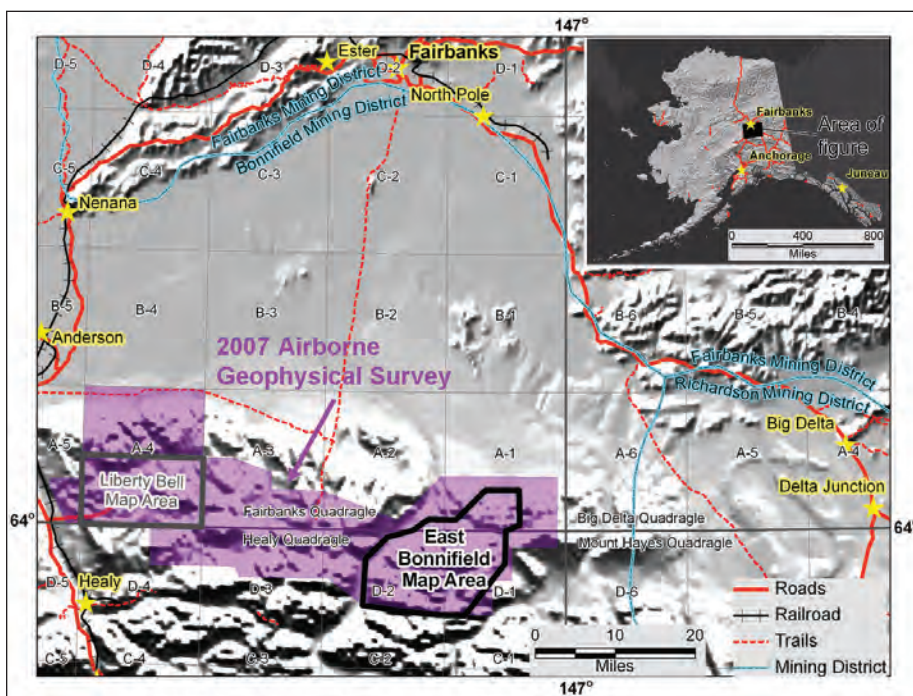 147°
D-5
D-4
D-3
Ester
Fairbanks
D-2
D-1
Fairbanks Mining District
Bonnifield Mining District
North Pole
C-5
C-4
C-3
C-2
C-1
Nenana
Fairbanks
Anchorage
Juneau
Area of
figure
0 400 800
Miles
B-5
B-4
B-3
B-2
B-1
B-6
B-5
B-4
Anderson
2007 Airborne
Geophysical Survey
Fairbanks Mining District
Richardson Mining District
Big Delta
A-5
A-4
A-3
A-2
A-1
A-6
A-5
A-4
Liberty Bell
Map Area
Delta Junction
64°
Fairbanks Quadragle
Healy Quadragle
Big Delta Quadragle
Mount Hayes Quadragle
64°
East
Bonnifield
Map Area
Healy
D-5
D-4
D-3
D-2
D-1
D-6
C-5
C-4
C-3
C-2
C-1
0 10 20
Miles
Roads
Railroad
Trails
Mining District
147°